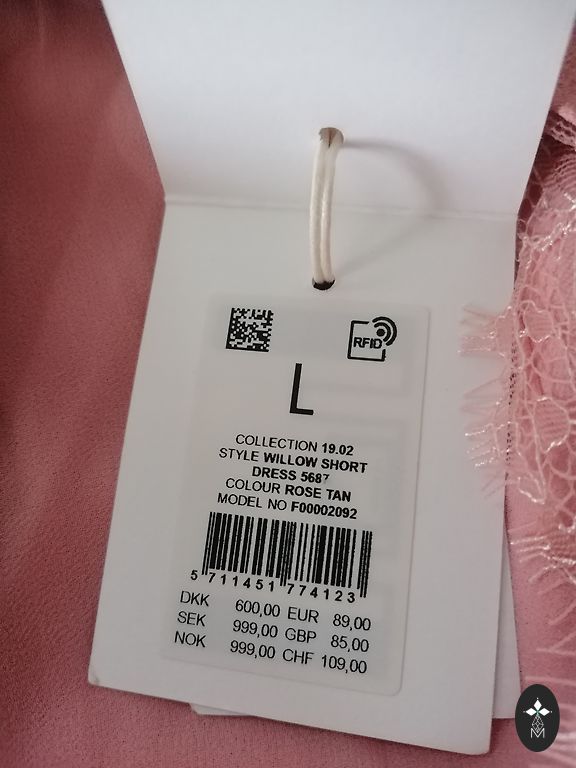 RFID
L
COLLECTION 19.02
STYLE WILLOW SHORT
DRESS 5687
COLOUR ROSE TAN
MODEL NO F00002092
5 711451 774123
DKK 600,00 EUR 89,00
SEK 999,00 GBP 85,00
NOK 999,00 CHF 109,00
M